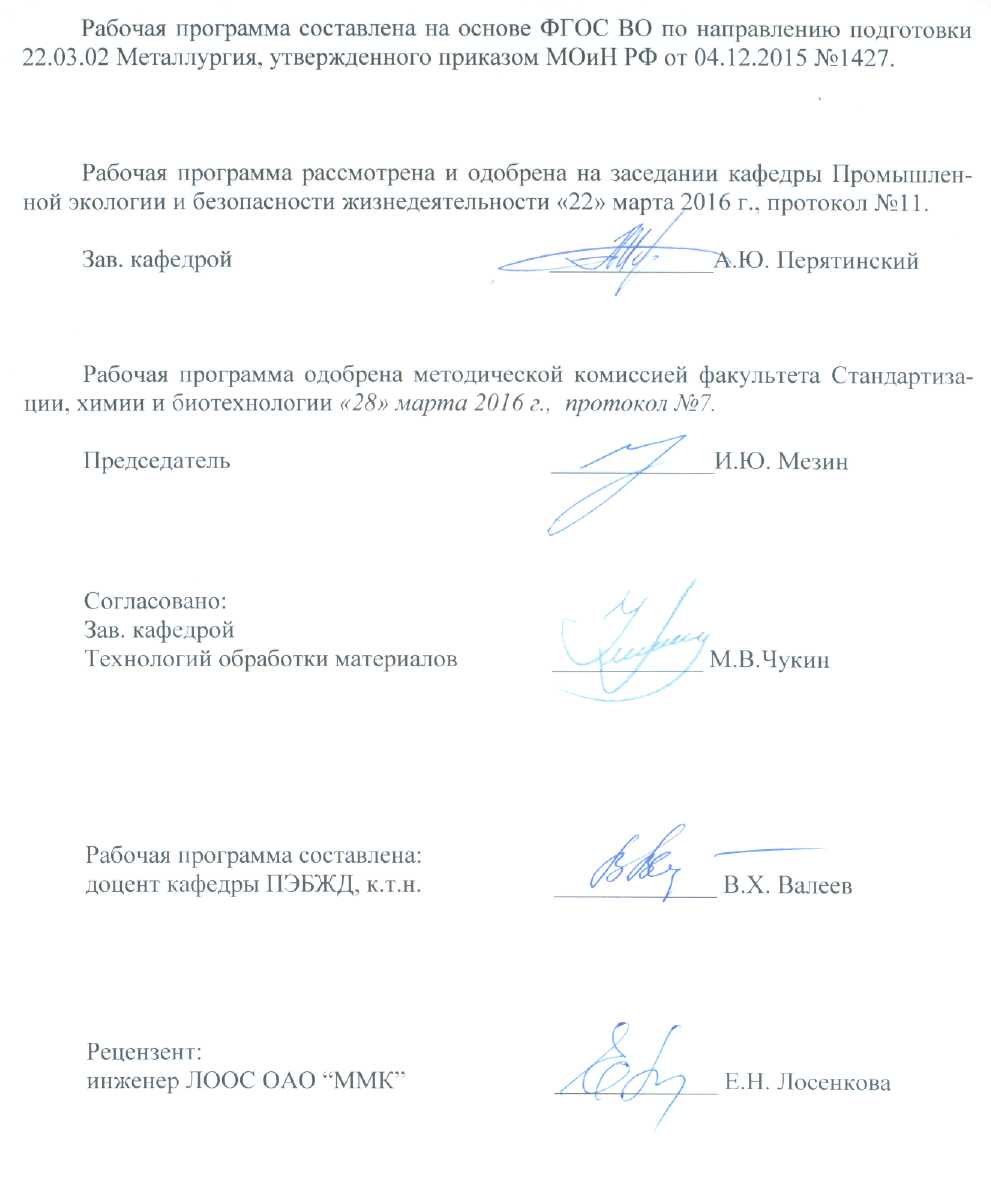 Рабочая программа составлена на основе ФГОС ВО по направлению подготовки
22.03.02 Металлургия, утвержденного приказом МОиН РФ от 04.12.2015 №1427.
Рабочая программа рассмотрена и одобрена на заседании кафедры Промышлен-
ной экологии и безопасности жизнедеятельности «22» марта 2016 г., протокол №11.
Зав. кафедрой А.Ю. Перятинский
Рабочая программа одобрена методической комиссией факультета Стандартиза-
ции, химии и биотехнологии «28» марта 2016 г., протокол №7.
Председатель И.Ю. Мезин
Согласовано:
Зав. кафедрой
Технологий обработки материалов М.В.Чукин
Рабочая программа составлена:
доцент кафедры ПЭБЖД, к.т.н. В.Х. Валеев
Рецензент:
инженер ЛООС ОАО “ММК” Е.Н. Лосенкова